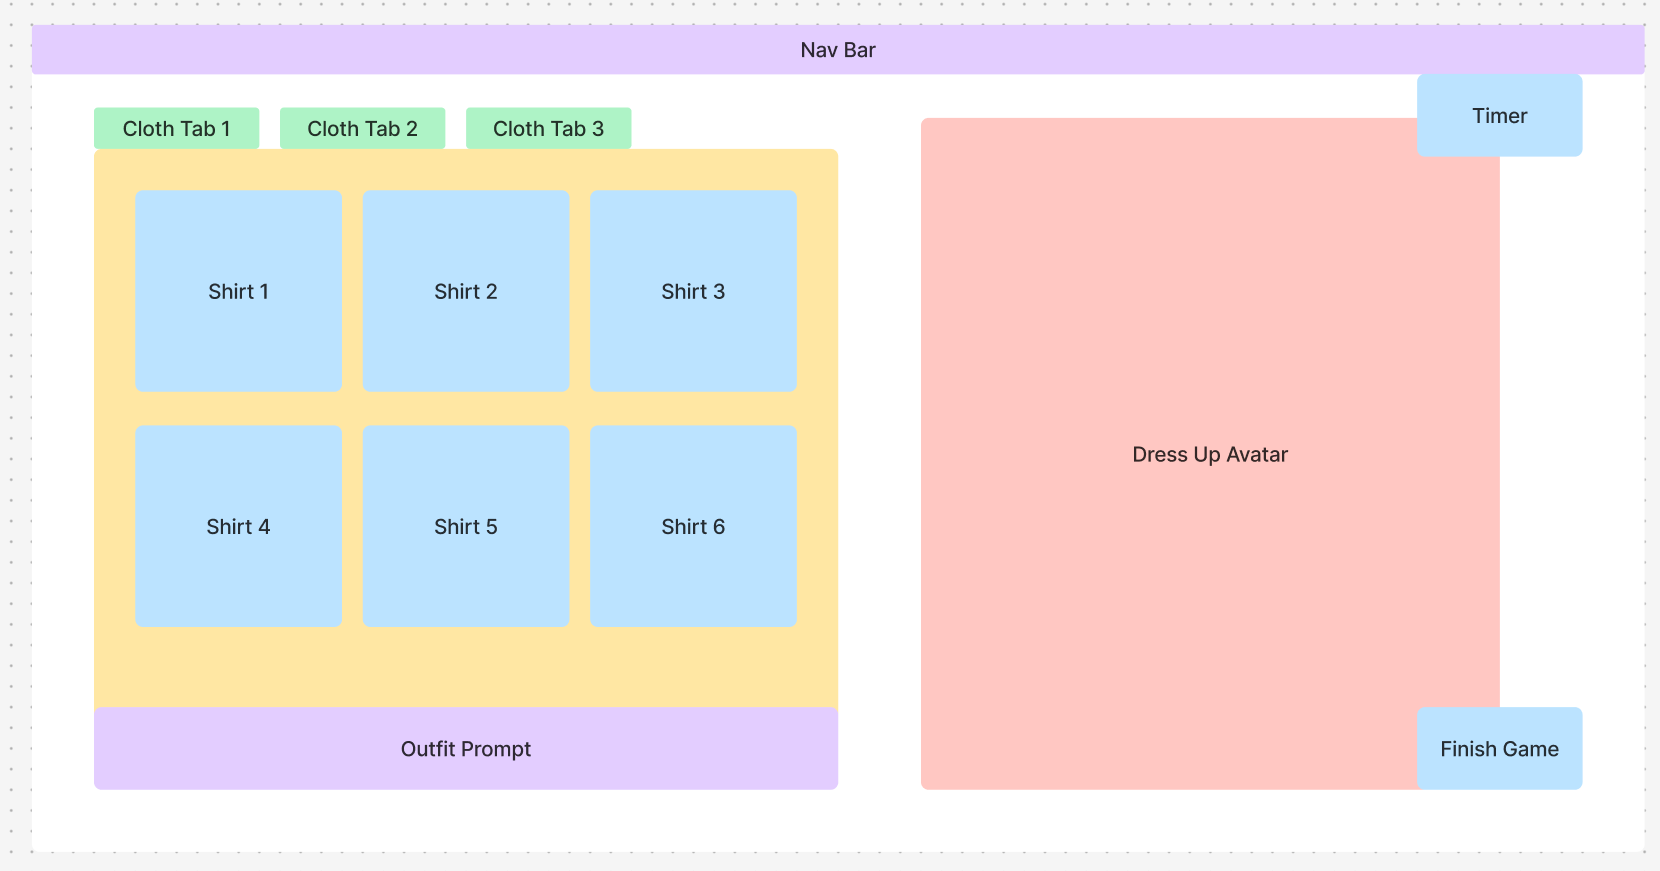 Nav Bar
Timer
Cloth Tab 1
Cloth Tab 2
Cloth Tab 3
Shirt 1
Shirt 2
Shirt 3
Shirt 4
Shirt 5
Shirt 6
Outfit Prompt
Dress Up Avatar
Finish Game